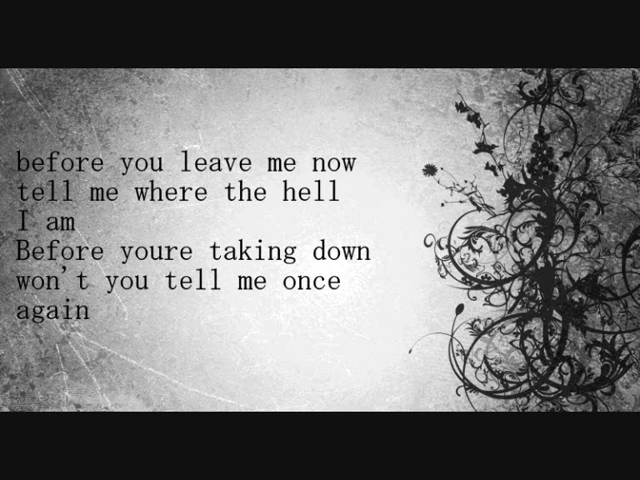 before you leave me now
tell me where the hell
I am
Before youre taking down
won't you tell me once
again